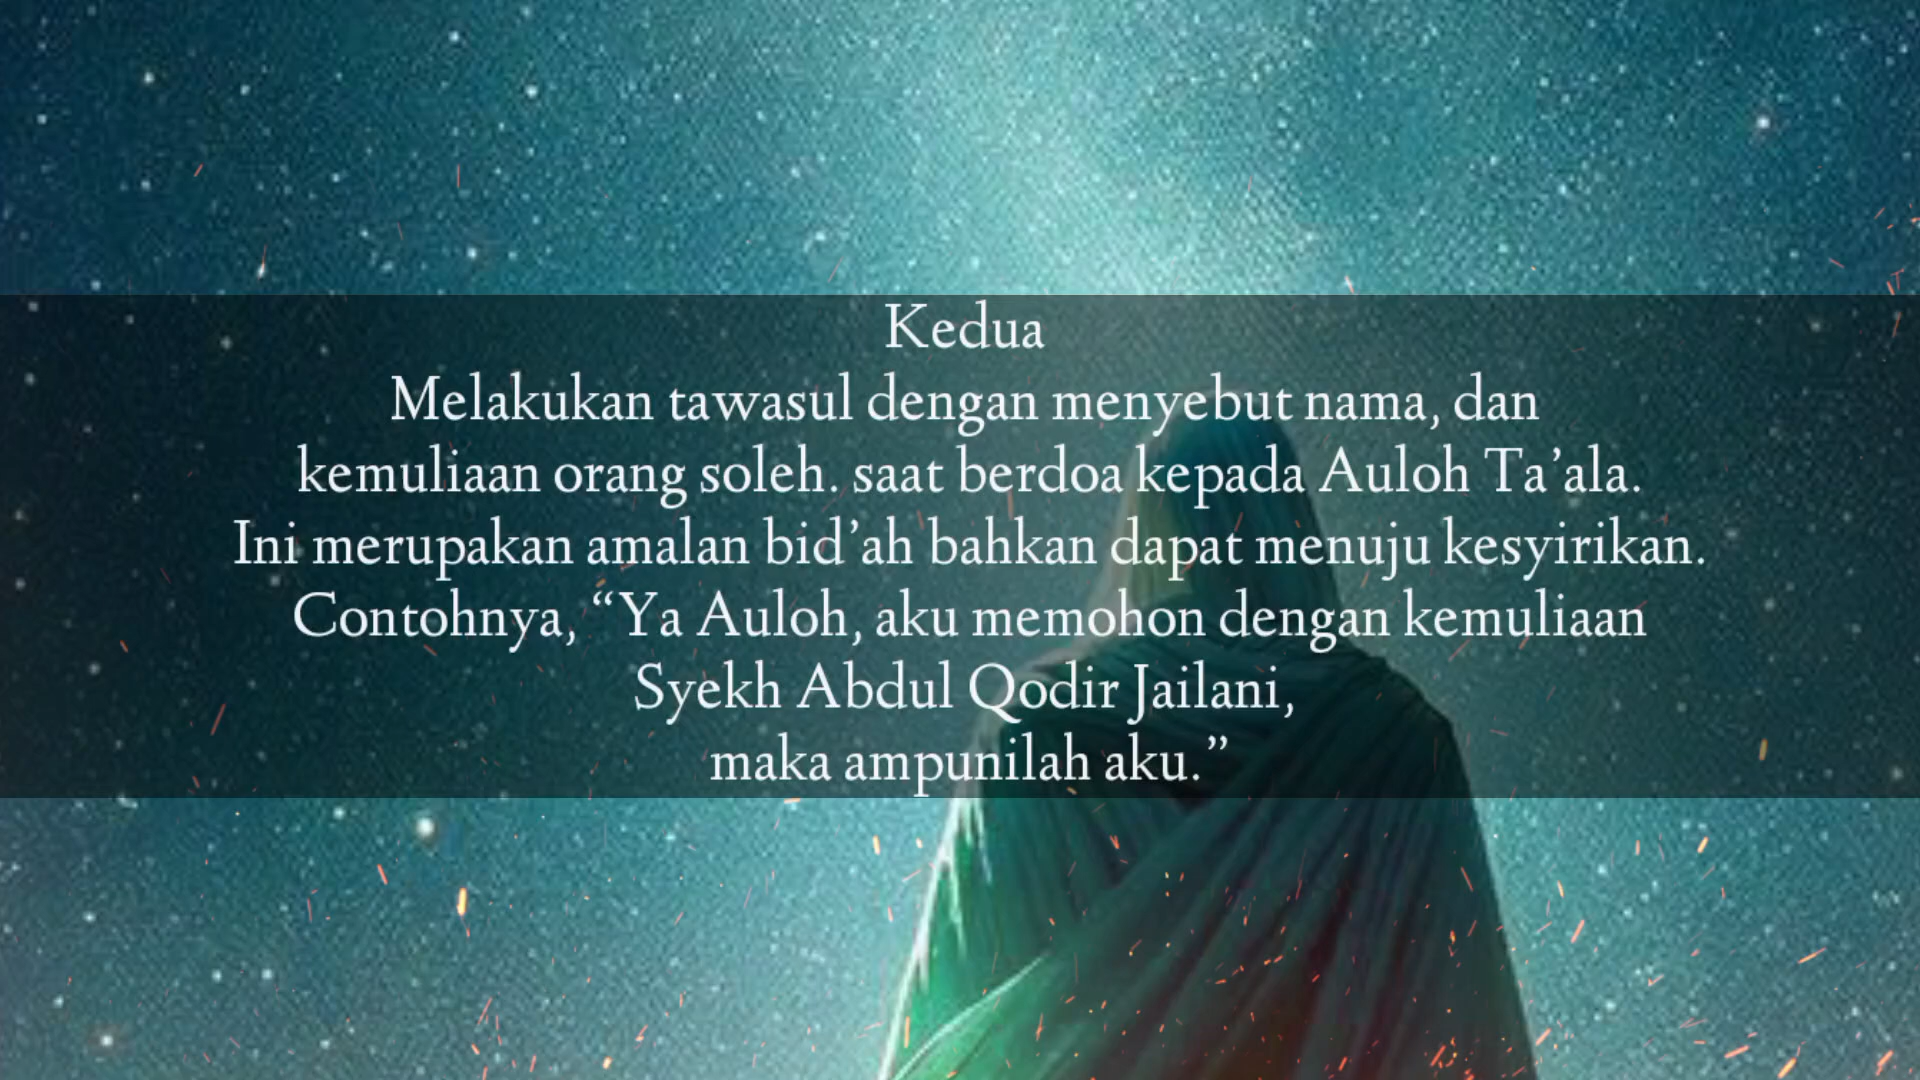 Kedua
Melakukan tawasul dengan menyebut nama, dan
kemuliaan orang soleh. saat berdoa kepada Auloh Ta’ala.
Ini merupakan amalan bid’ah bahkan dapat menuju kesyirikan.
Contohnya, “Ya Auloh, aku memohon dengan kemuliaan
Syekh Abdul Qodir Jailani,
maka ampunilah aku.”